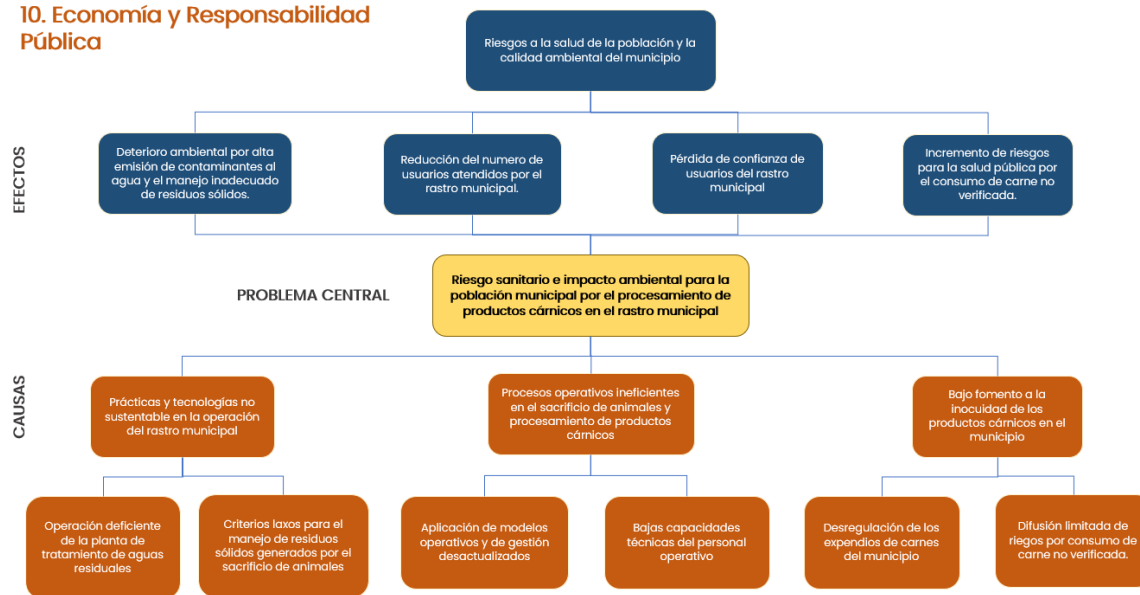 10. Economía y Responsabilidad
Pública
Riesgos a la salud de la población y la
calidad ambiental del municipio
EFECTOS
Deterioro ambiental por alta
emisión de contaminantes al
agua y el manejo inadecuado
de residuos sólidos.
Reducción del numero de
usuarios atendidos por el
rastro municipal.
Pérdida de confianza de
usuarios del rastro
municipal
Incremento de riesgos
para la salud pública por
el consumo de carne no
verificada.
PROBLEMA CENTRAL
Riesgo sanitario e impacto ambiental para la
población municipal por el procesamiento de
productos cárnicos en el rastro municipal
CAUSAS
Prácticas y tecnologías no
sustentable en la operación
del rastro municipal
Procesos operativos ineficientes
en el sacrificio de animales y
procesamiento de productos
cárnicos
Bajo fomento a la
inocuidad de los
productos cárnicos en el
municipio
Operación deficiente
de la planta de
tratamiento de aguas
residuales
Criterios laxos para el
manejo de residuos
sólidos generados por el
sacrificio de animales
Aplicación de modelos
operativos y de gestión
desactualizados
Bajas capacidades
técnicas del personal
operativo
Desregulación de los
expendios de carnes del
municipio
Difusión limitada de
riegos por consumo de
carne no verificada.